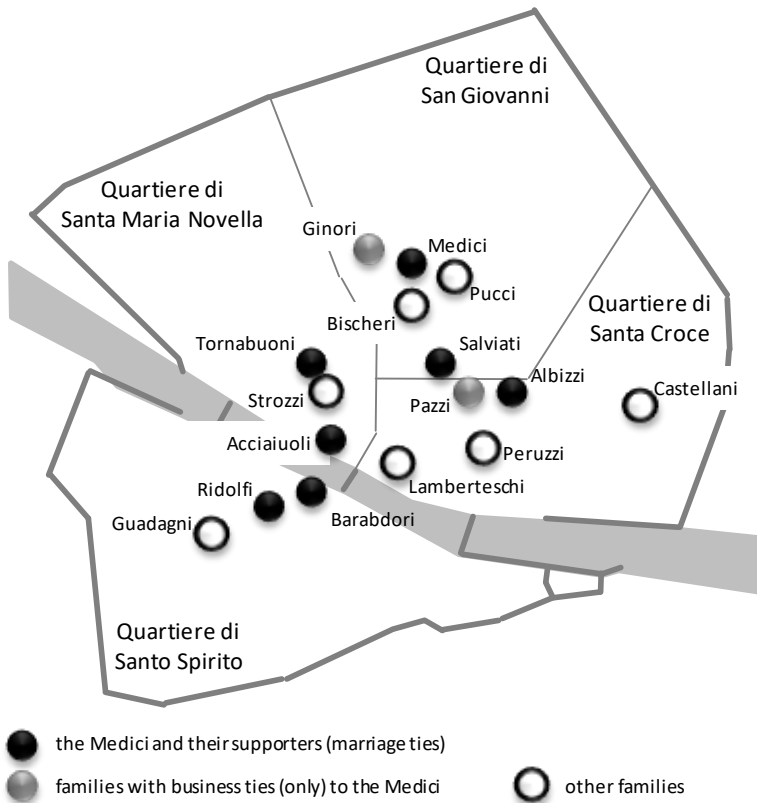 Quartiere di
San Giovanni
Quartiere di
Santa Maria Novella
Ginori
Medici
Pucci
Bischeri
Quartiere di
Santa Croce
Tornabuoni
Salviati
Albizzi
Castellani
Strozzi
Pazzi
Acciaiuoli
Peruzzi
Lamberteschi
Ridolfi
Barabdori
Guadagni
Quartiere di
Santo Spirito
the Medici and their supporters (marriage ties)
families with business ties (only) to the Medici
other families